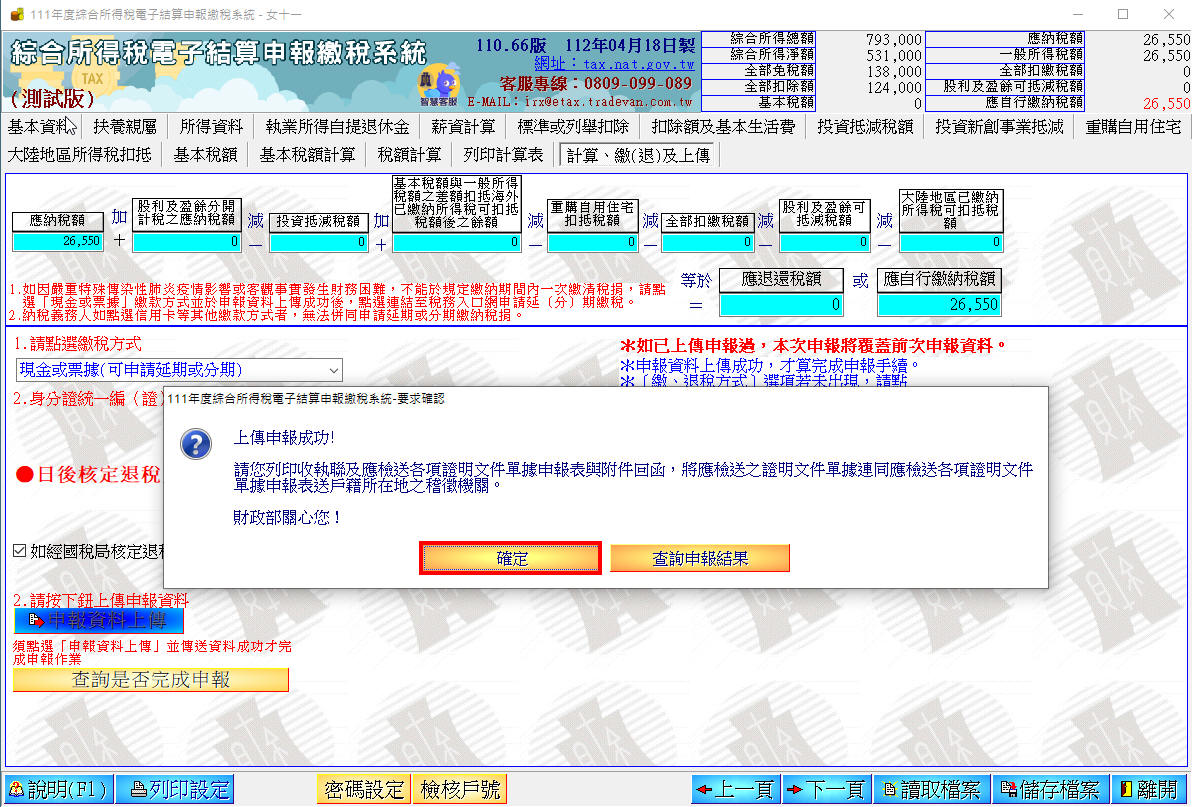 111年度綜合所得稅電子結算申報繳稅系統 - 女十一
綜合所得稅電子結算申報繳稅系統
(測試版)
TAX
智慧客服
110.66版 112年04月18日製
網址：tax.nat.gov.tw
客服專線：0809-099-089
E-MAIL：irx@etax.tradevan.com.tw
綜合所得總額 793,000 應納稅額 26,550
綜合所得淨額 531,000 一般所得稅額 26,550
全部免稅額 138,000 全部扣繳稅額 0
全部扣除額 124,000 股利及盈餘可抵減稅額 0
基本稅額 0 應自行繳納稅額 26,550
基本資料 扶養親屬 所得資料 執業所得自提退休金 薪資計算 標準或列舉扣除 扣除額及基本生活費 投資抵減稅額 投資新創事業抵減 重購自用住宅
大陸地區所得稅扣抵 基本稅額 基本稅額計算 稅額計算 列印計算表 計算、繳(退)及上傳
應納稅額
26,550
加
＋
股利及盈餘分開
計稅之應納稅額
0
減
－
投資抵減稅額
0
加
＋
基本稅額與一般所得
稅額之差額扣抵海外
已繳納所得稅可扣抵
稅額後之餘額
0
減
－
重購自用住宅
扣抵稅額
0
減
－
全部扣繳稅額
0
減
－
股利及盈餘可
抵減稅額
0
減
－
大陸地區已繳納
所得稅可扣抵稅
額
0
1.如因嚴重特殊傳染性肺炎疫情影響或客觀事實發生財務困難，不能於規定繳納期間內一次繳清稅捐，請點
選「現金或票據」繳款方式並於申報資料上傳成功後，點選連結至稅務入口網申請延（分）期繳稅。
2.納稅義務人如點選信用卡等其他繳款方式者，無法併同申請延期或分期繳納稅捐。
等於
＝
應退還稅額
0
或
應自行繳納稅額
26,550
1.請點選繳稅方式
現金或票據(可申請延期或分期)
＊如已上傳申報過，本次申報將覆蓋前次申報資料。
＊申報資料上傳成功，才算完成申報手續。
＊〔繳、退稅方式〕選項若未出現，請點
2.身分證統一編（證）
●日後核定退稅
如經國稅局核定退稅
111年度綜合所得稅電子結算申報繳稅系統-要求確認
上傳申報成功!
請您列印收執聯及應檢送各項證明文件單據申報表與附件回函，將應檢送之證明文件單據連同應檢送各項證明文件
單據申報表送戶籍所在地之稽徵機關。
財政部關心您！
確定 查詢申報結果
2.請按下鈕上傳申報資料
申報資料上傳
須點選「申報資料上傳」並傳送資料成功才完
成申報作業
查詢是否完成申報
說明(F1) 列印設定 密碼設定 檢核戶號 上一頁 下一頁 讀取檔案 儲存檔案 離開